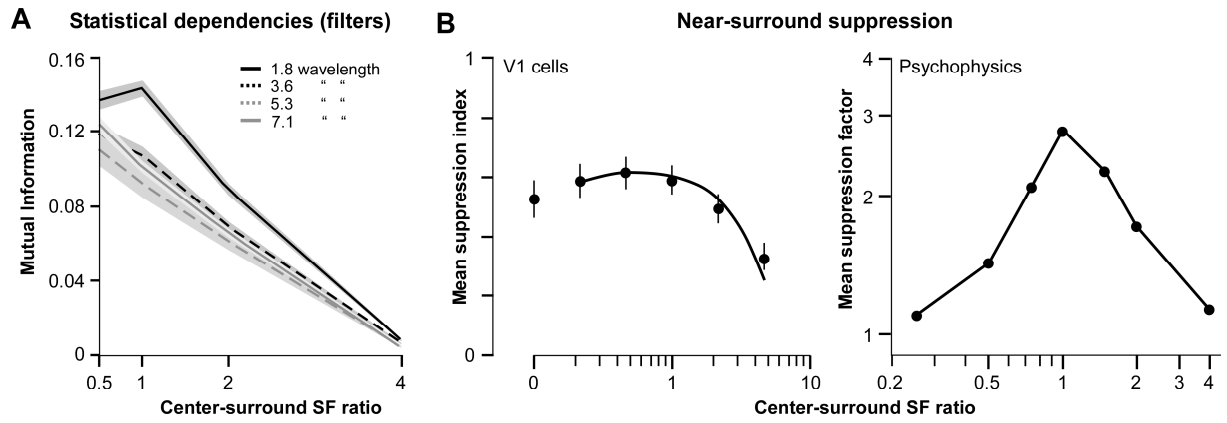 A Statistical dependencies (filters)
0.16
0.12
0.08
0.04
0
Mutual Information
1.8 wavelength
3.6 “ “
5.3 “ “
7.1 “ “
0.5 1 2 4
Center-surround SF ratio
B Near-surround suppression
V1 cells
1
0
Mean suppression index
0 1 10
Psychophysics
4
3
2
1
Mean suppression factor
0.2 0.5 1 2 3 4
Center-surround SF ratio